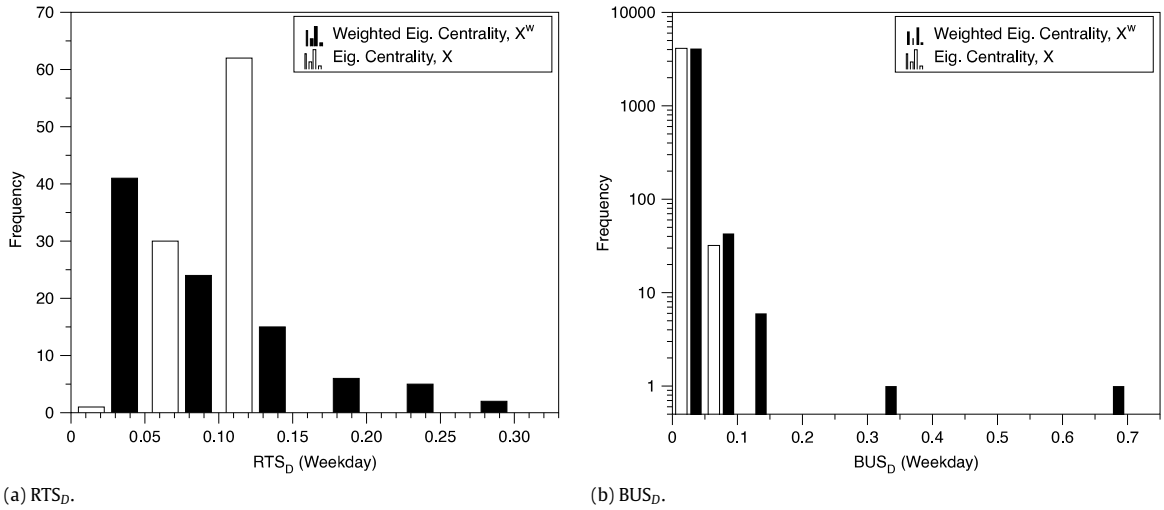 70
60
50
40
30
20
10
0
Frequency
Weighted Eig. Centrality, Xᵂ
Eig. Centrality, X
0 0.05 0.10 0.15 0.20 0.25 0.30
RTS_D (Weekday)
(a) RTS_D.
10000
1000
100
10
1
Frequency
Weighted Eig. Centrality, Xᵂ
Eig. Centrality, X
0 0.1 0.2 0.3 0.4 0.5 0.6 0.7
BUS_D (Weekday)
(b) BUS_D.